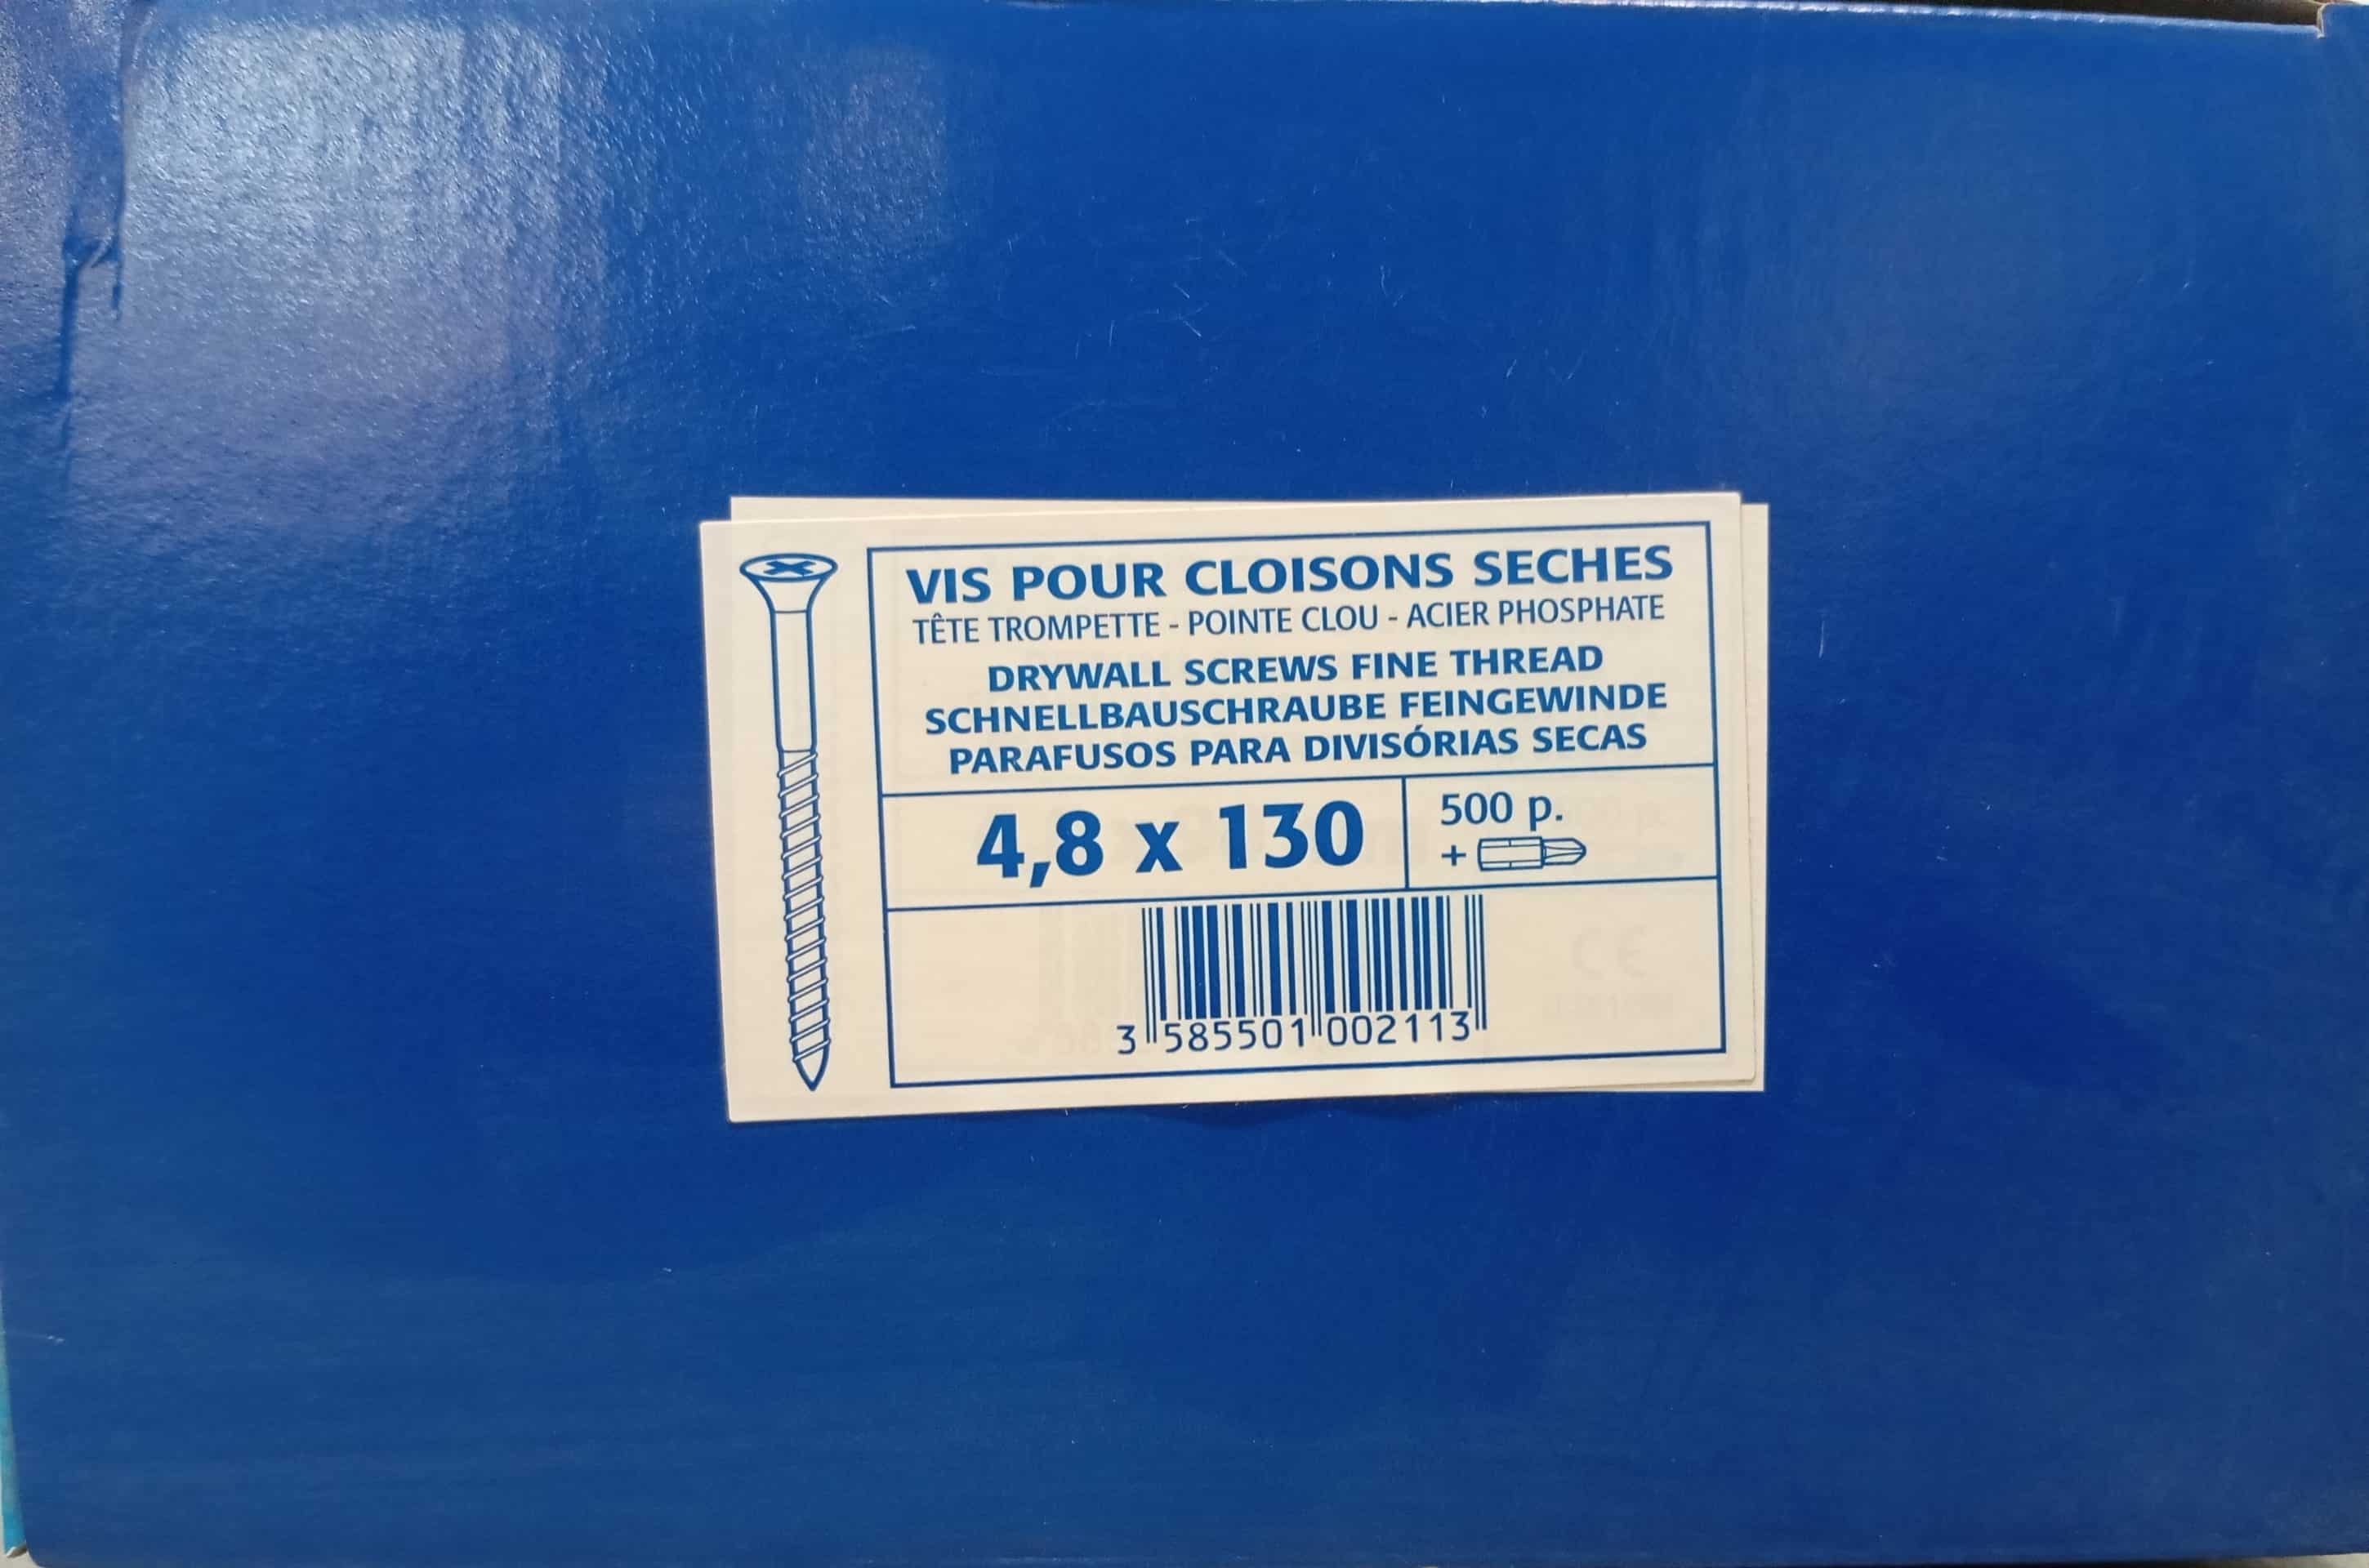 VIS POUR CLOISONS SECHES
TÊTE TROMPETTE - POINTE CLOU - ACIER PHOSPHATE
DRYWALL SCREWS FINE THREAD
SCHNELLBAUSCHRAUBE FEINGEWINDE
PARAFUSOS PARA DIVISÓRIAS SECAS
4,8 x 130
500 p.
+
3 585501 002113